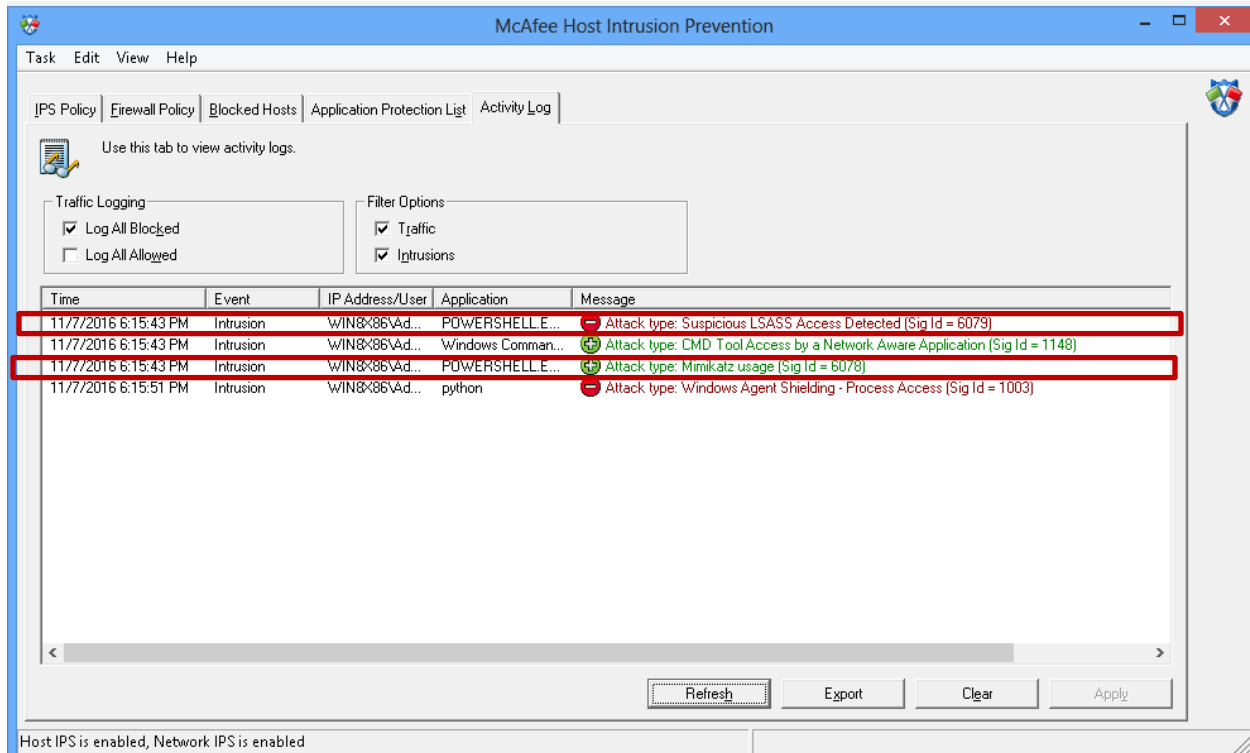 McAfee Host Intrusion Prevention
Task Edit View Help
IPS Policy Firewall Policy Blocked Hosts Application Protection List Activity Log
Use this tab to view activity logs.
Traffic Logging Filter Options
Log All Blocked Traffic
Log All Allowed Intrusions
Time Event IP Address/User Application Message
11/7/2016 6:15:43 PM Intrusion WIN8X86\Ad... POWERSHELL.E... Attack type: Suspicious LSASS Access Detected (Sig Id = 6079)
11/7/2016 6:15:43 PM Intrusion WIN8X86\Ad... Windows Comman... Attack type: CMD Tool Access by a Network Aware Application (Sig Id = 1148)
11/7/2016 6:15:43 PM Intrusion WIN8X86\Ad... POWERSHELL.E... Attack type: Mimikatz usage (Sig Id = 6078)
11/7/2016 6:15:51 PM Intrusion WIN8X86\Ad... python Attack type: Windows Agent Shielding - Process Access (Sig Id = 1003)
Refresh Export Clear Apply
Host IPS is enabled, Network IPS is enabled